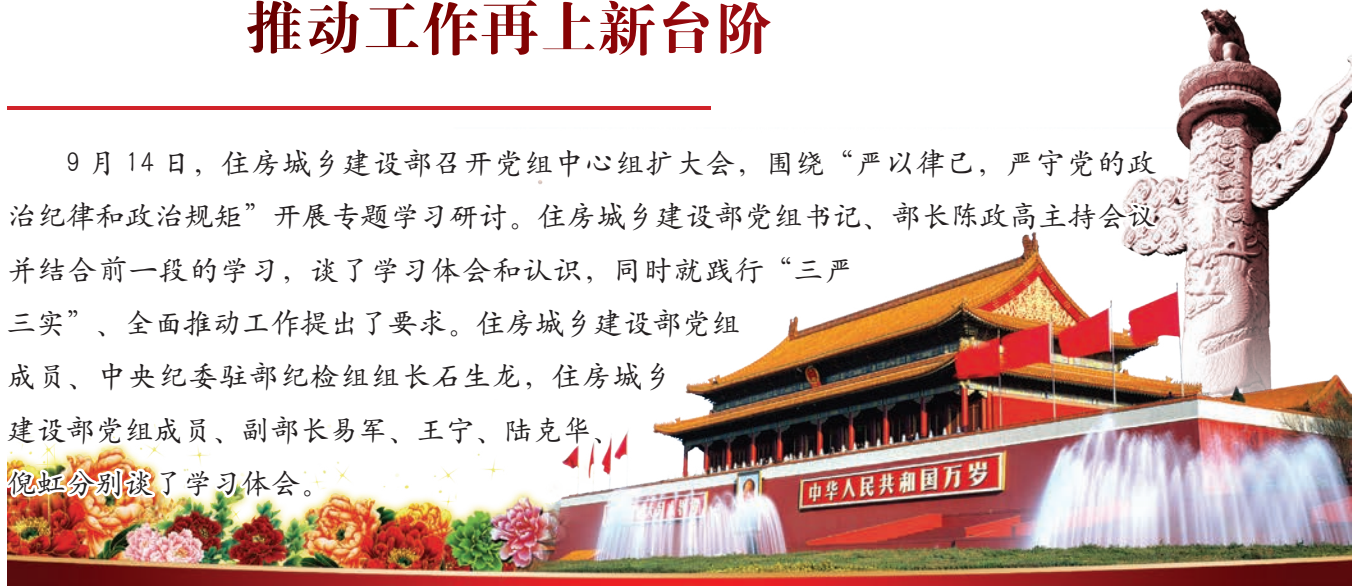 推动工作再上新台阶
9月14日，住房城乡建设部召开党组中心组扩大会，围绕“严以律己，严守党的政
治纪律和政治规矩”开展专题学习研讨。住房城乡建设部党组书记、部长陈政高主持会议
并结合前一段的学习，谈了学习体会和认识，同时就践行“三严
三实”、全面推动工作提出了要求。住房城乡建设部党组
成员、中央纪委驻部纪检组组长石生龙，住房城乡
建设部党组成员、副部长易军、王宁、陆克华、
倪虹分别谈了学习体会。
中华人民共和国万岁